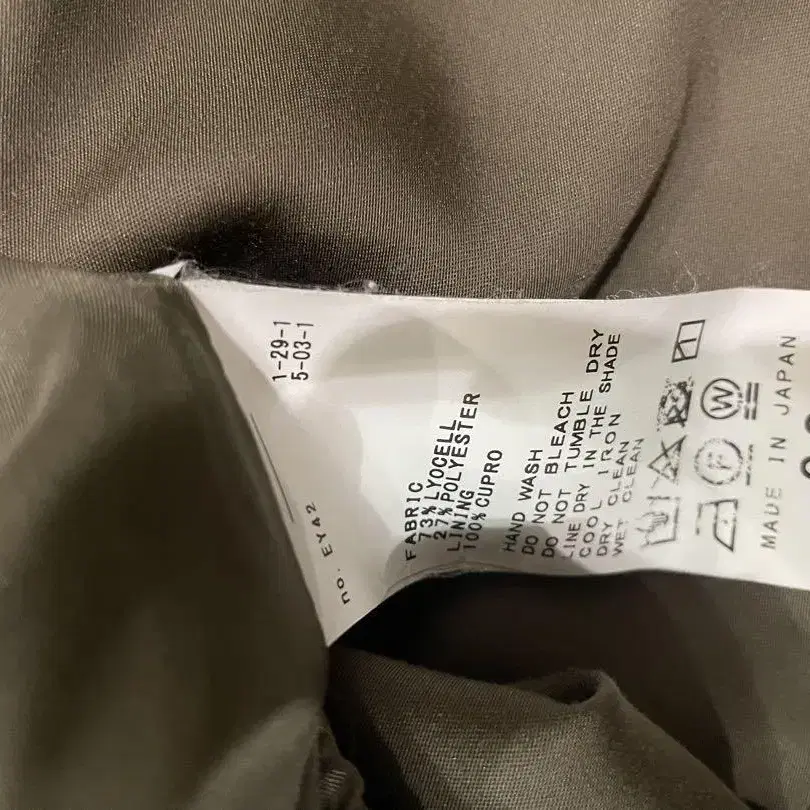 1-29-1
5-03-1
no. EY42
FABRIC
73% LYOCELL
27% POLYESTER
LINING
100% CUPRO
HAND WASH
DO NOT BLEACH
DO NOT TUMBLE DRY
LINE DRY IN THE SHADE
COOL IRON
DRY CLEAN
WET CLEAN
F
W
MADE IN JAPAN